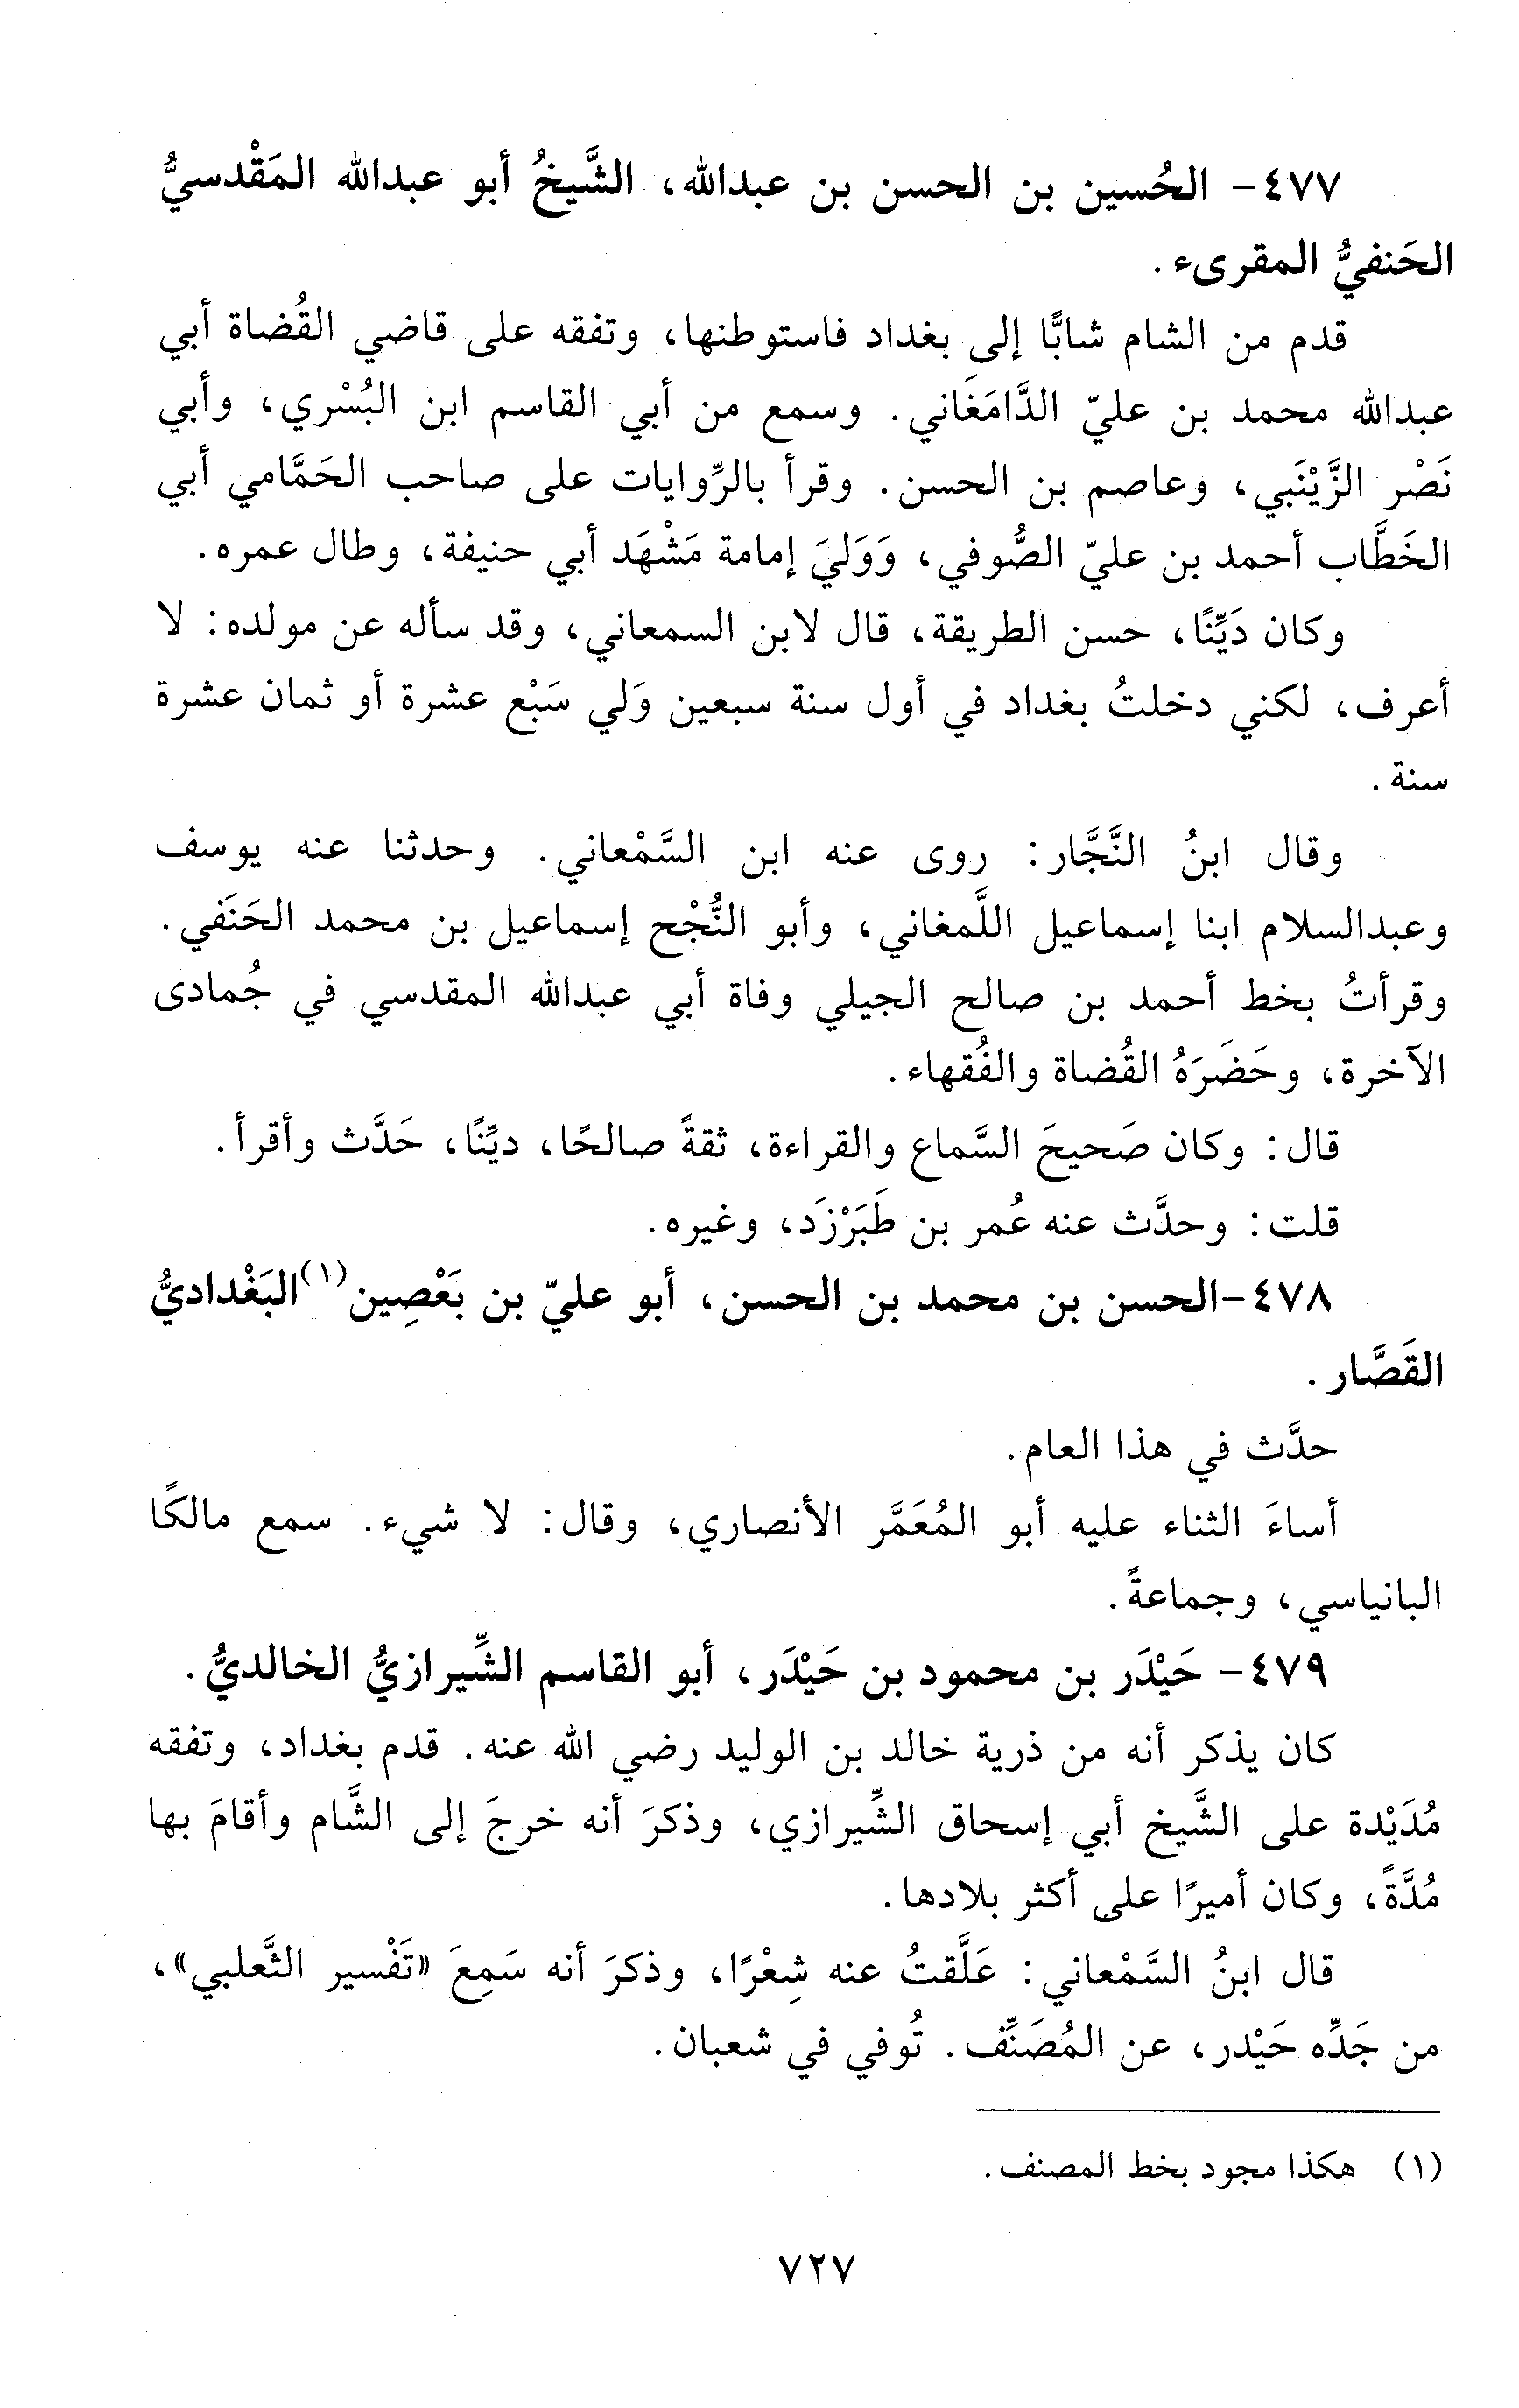 ٤٧٧- الحُسين بن الحسن بن عبدالله، الشَّيخُ أبو عبدالله المَقْدسيُّ
الحَنفيُّ المقرىء.
قدم من الشام شابًّا إلى بغداد فاستوطنها، وتفقه على قاضي القُضاة أبي
عبدالله محمد بن عليّ الدَّامَغَاني. وسمع من أبي القاسم ابن البُسْري، وأبي
نَصْر الزَّيْنَبي، وعاصم بن الحسن. وقرأ بالرِّوايات على صاحب الحَمَّامي أبي
الخَطَّاب أحمد بن عليّ الصُّوفي، وَوَليَ إمامة مَشْهَد أبي حنيفة، وطال عمره.
وكان دَيِّنًا، حسن الطريقة، قال لابن السمعاني، وقد سأله عن مولده: لا
أعرف، لكني دخلتُ بغداد في أول سنة سبعين وَلي سَبْع عشرة أو ثمان عشرة
سنة.
وقال ابنُ النَّجَّار: روى عنه ابن السَّمْعاني. وحدثنا عنه يوسف
وعبدالسلام ابنا إسماعيل اللَّمغاني، وأبو النُّجْح إسماعيل بن محمد الحَنَفي.
وقرأتُ بخط أحمد بن صالح الجيلي وفاة أبي عبدالله المقدسي في جُمادى
الآخرة، وحَضَرَهُ القُضاة والفُقهاء.
قال: وكان صَحيحَ السَّماع والقراءة، ثقةً صالحًا، ديِّنًا، حَدَّث وأقرأ.
قلت: وحدَّث عنه عُمر بن طَبَرْزَد، وغيره.
٤٧٨-الحسن بن محمد بن الحسن، أبو عليّ بن بَعْصِين(١)البَغْداديُّ
القَصَّار.
حدَّث في هذا العام.
أساءَ الثناء عليه أبو المُعَمَّر الأنصاري، وقال: لا شيء. سمع مالكًا
البانياسي، وجماعةً.
٤٧٩- حَيْدَر بن محمود بن حَيْدَر، أبو القاسم الشِّيرازيُّ الخالديُّ.
كان يذكر أنه من ذرية خالد بن الوليد رضي الله عنه. قدم بغداد، وتفقه
مُدَيْدة على الشَّيخ أبي إسحاق الشِّيرازي، وذكرَ أنه خرجَ إلى الشَّام وأقامَ بها
مُدَّةً، وكان أميرًا على أكثر بلادها.
قال ابنُ السَّمْعاني: عَلَّقتُ عنه شِعْرًا، وذكرَ أنه سَمِعَ «تَفْسير الثَّعلبي»،
من جَدِّه حَيْدر، عن المُصَنِّف. تُوفي في شعبان.
(١) هكذا مجود بخط المصنف.
٧٢٧